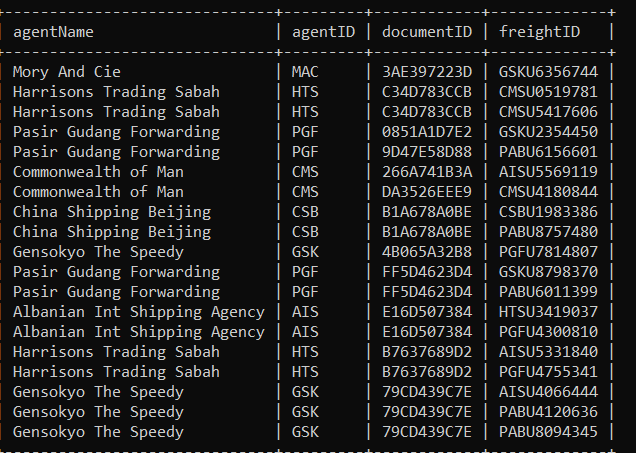 agentName | agentID | documentID | freightID |
Mory And Cie | MAC | 3AE397223D | GSKU6356744 |
Harrisons Trading Sabah | HTS | C34D783CCB | CMSU0519781 |
Harrisons Trading Sabah | HTS | C34D783CCB | CMSU5417606 |
Pasir Gudang Forwarding | PGF | 0851A1D7E2 | GSKU2354450 |
Pasir Gudang Forwarding | PGF | 9D47E58D88 | PABU6156601 |
Commonwealth of Man | CMS | 266A741B3A | AISU5569119 |
Commonwealth of Man | CMS | DA3526EEE9 | CMSU4180844 |
China Shipping Beijing | CSB | B1A678A0BE | CSBU1983386 |
China Shipping Beijing | CSB | B1A678A0BE | PABU8757480 |
Gensokyo The Speedy | GSK | 4B065A32B8 | PGFU7814807 |
Pasir Gudang Forwarding | PGF | FF5D4623D4 | GSKU8798370 |
Pasir Gudang Forwarding | PGF | FF5D4623D4 | PABU6011399 |
Albanian Int Shipping Agency | AIS | E16D507384 | HTSU3419037 |
Albanian Int Shipping Agency | AIS | E16D507384 | PGFU4300810 |
Harrisons Trading Sabah | HTS | B7637689D2 | AISU5331840 |
Harrisons Trading Sabah | HTS | B7637689D2 | PGFU4755341 |
Gensokyo The Speedy | GSK | 79CD439C7E | AISU4066444 |
Gensokyo The Speedy | GSK | 79CD439C7E | PABU4120636 |
Gensokyo The Speedy | GSK | 79CD439C7E | PABU8094345 |